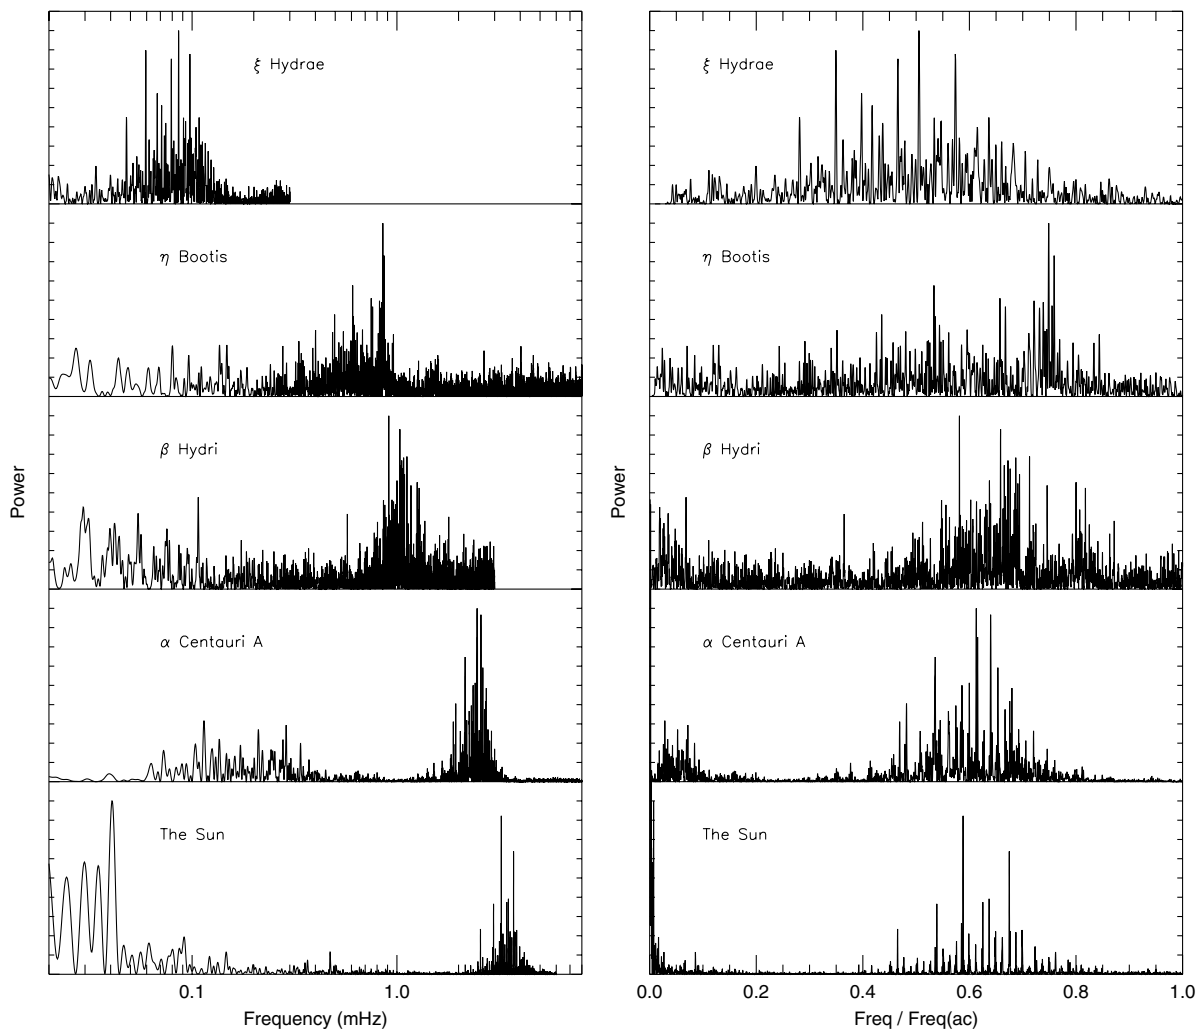 ξ Hydrae
ξ Hydrae
η Bootis
η Bootis
β Hydri
β Hydri
Power
Power
α Centauri A
α Centauri A
The Sun
The Sun
0.1 1.0
0.0 0.2 0.4 0.6 0.8 1.0
Frequency (mHz)
Freq / Freq(ac)